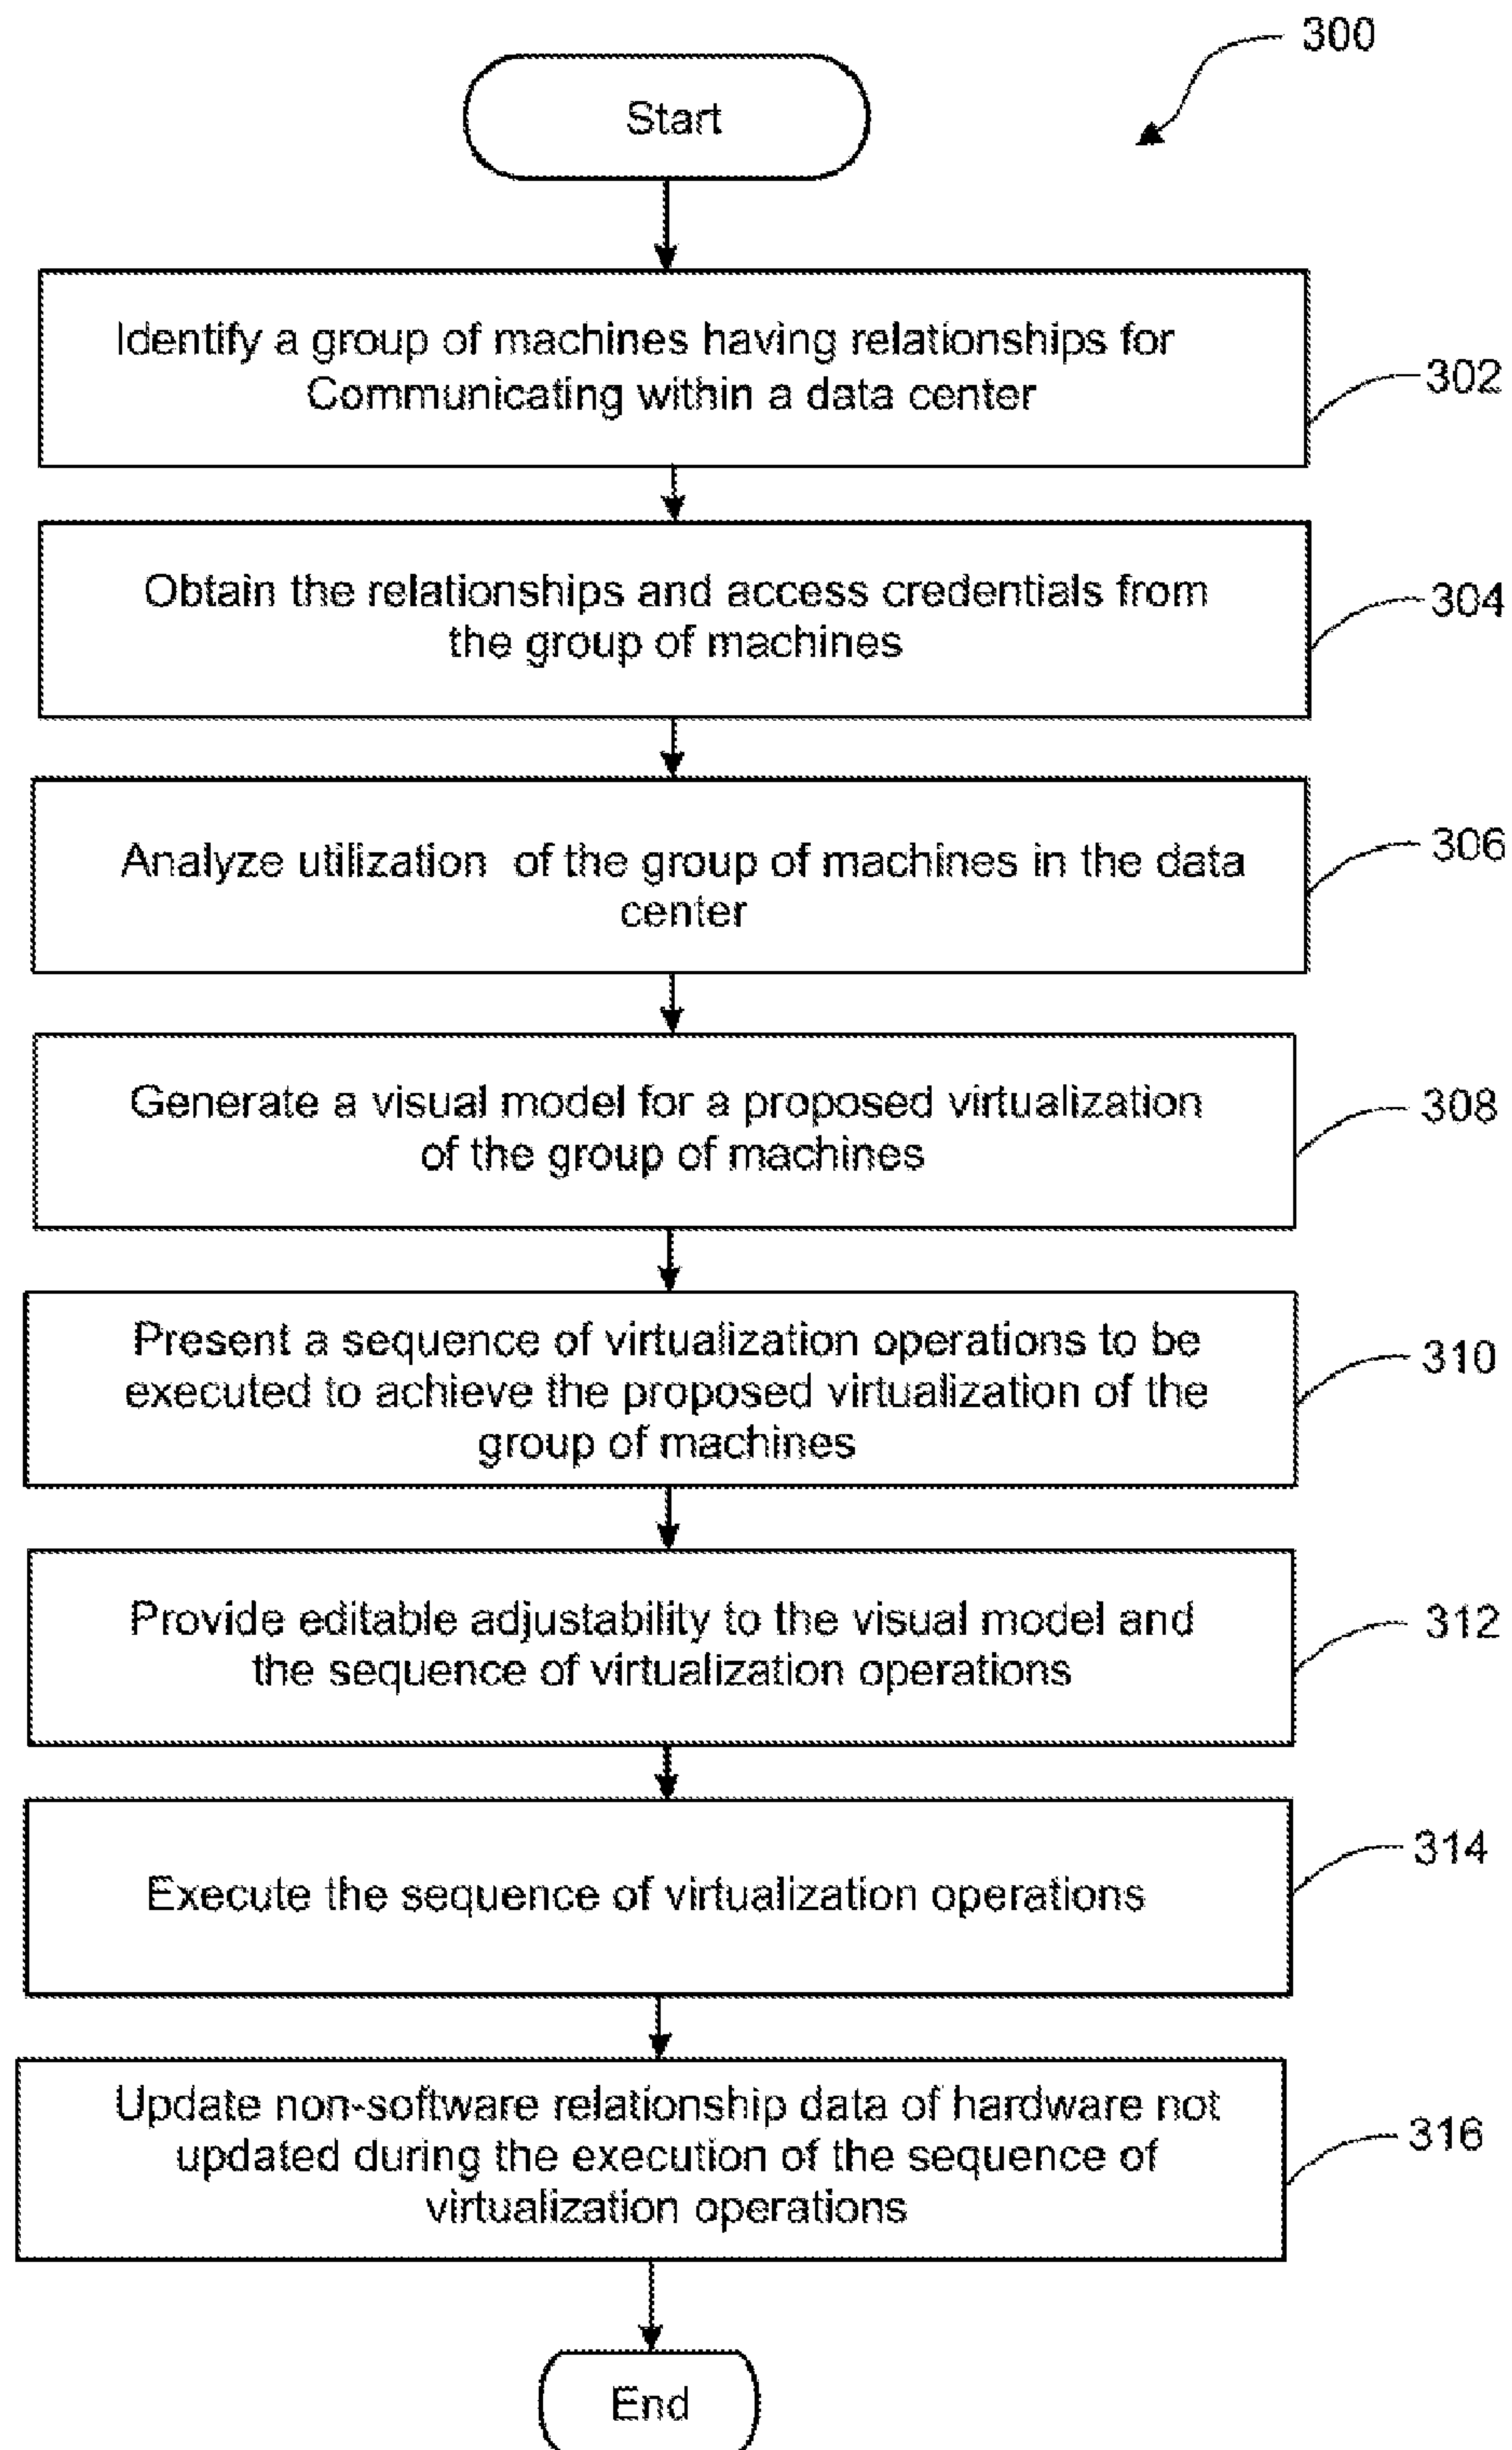 300
Start
Identify a group of machines having relationships for
Communicating within a data center
302
Obtain the relationships and access credentials from
the group of machines
304
Analyze utilization of the group of machines in the data
center
306
Generate a visual model for a proposed virtualization
of the group of machines
308
Present a sequence of virtualization operations to be
executed to achieve the proposed virtualization of the
group of machines
310
Provide editable adjustability to the visual model and
the sequence of virtualization operations
312
Execute the sequence of virtualization operations
314
Update non-software relationship data of hardware not
updated during the execution of the sequence of
virtualization operations
316
End